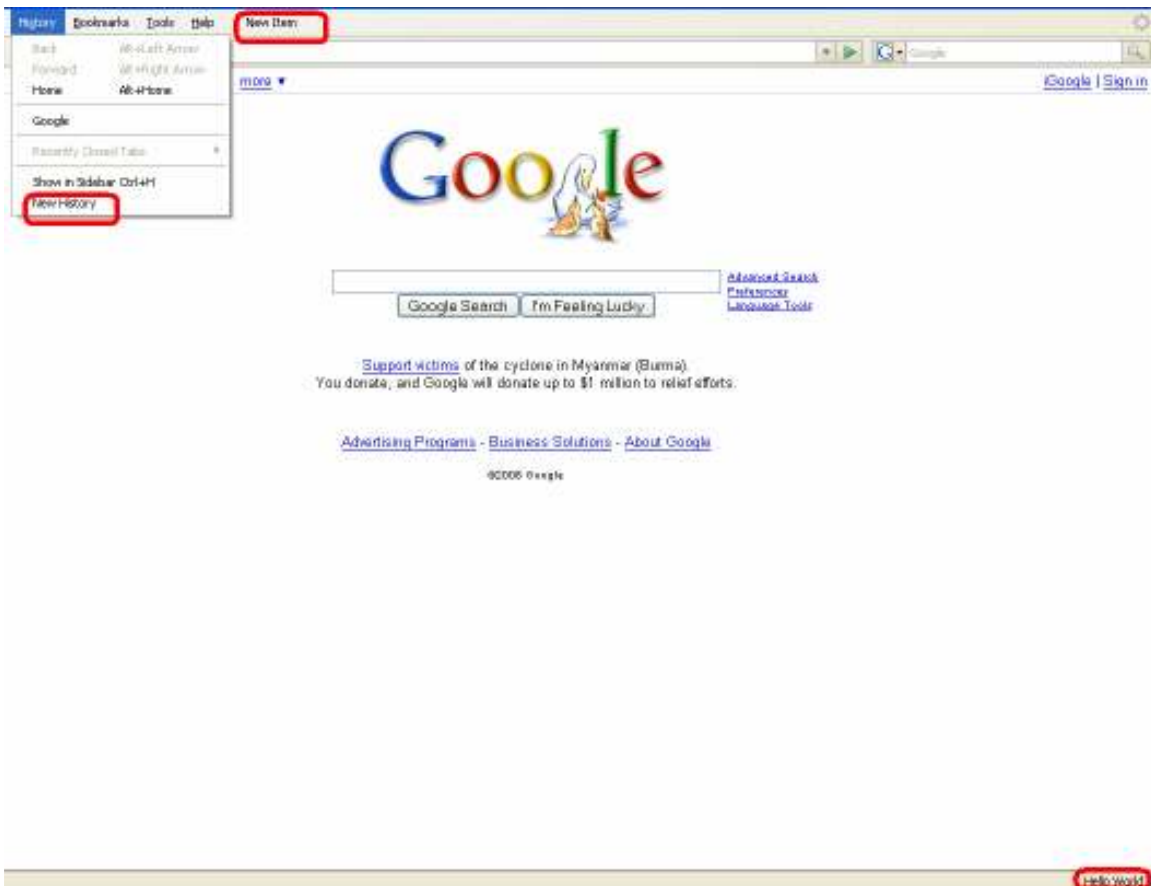 History Bookmarks Tools Help New Item
Back Alt+Left Arrow
Google
Forward Alt+Right Arrow
Home Alt+Home
more ▼
iGoogle | Sign in
Google
Recently Closed Tabs
Show in Sidebar Ctrl+H
New History
Google
Advanced Search
Preferences
Language Tools
Google Search I'm Feeling Lucky
Support victims of the cyclone in Myanmar (Burma).
You donate, and Google will donate up to $1 million to relief efforts.
Advertising Programs - Business Solutions - About Google
©2008 Google
Hello World